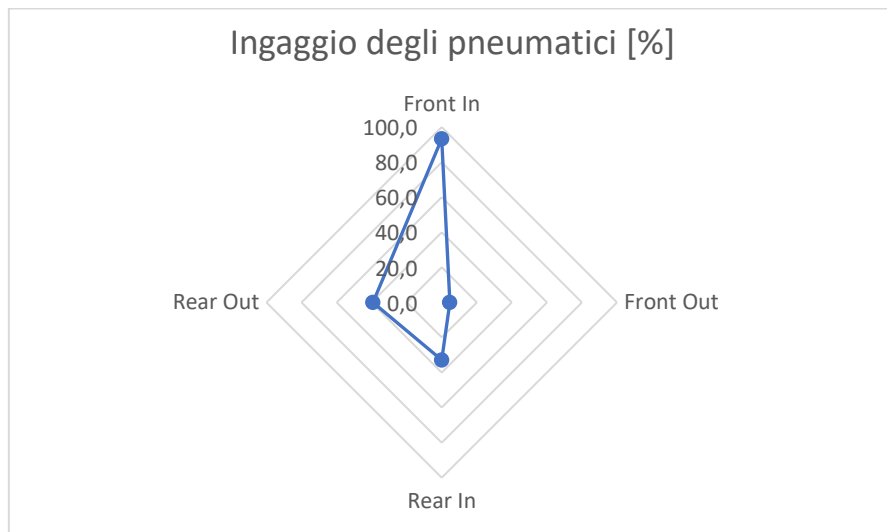 Ingaggio degli pneumatici [%]
Front In
100,0
80,0
60,0
40,0
20,0
0,0
Rear Out
Front Out
Rear In